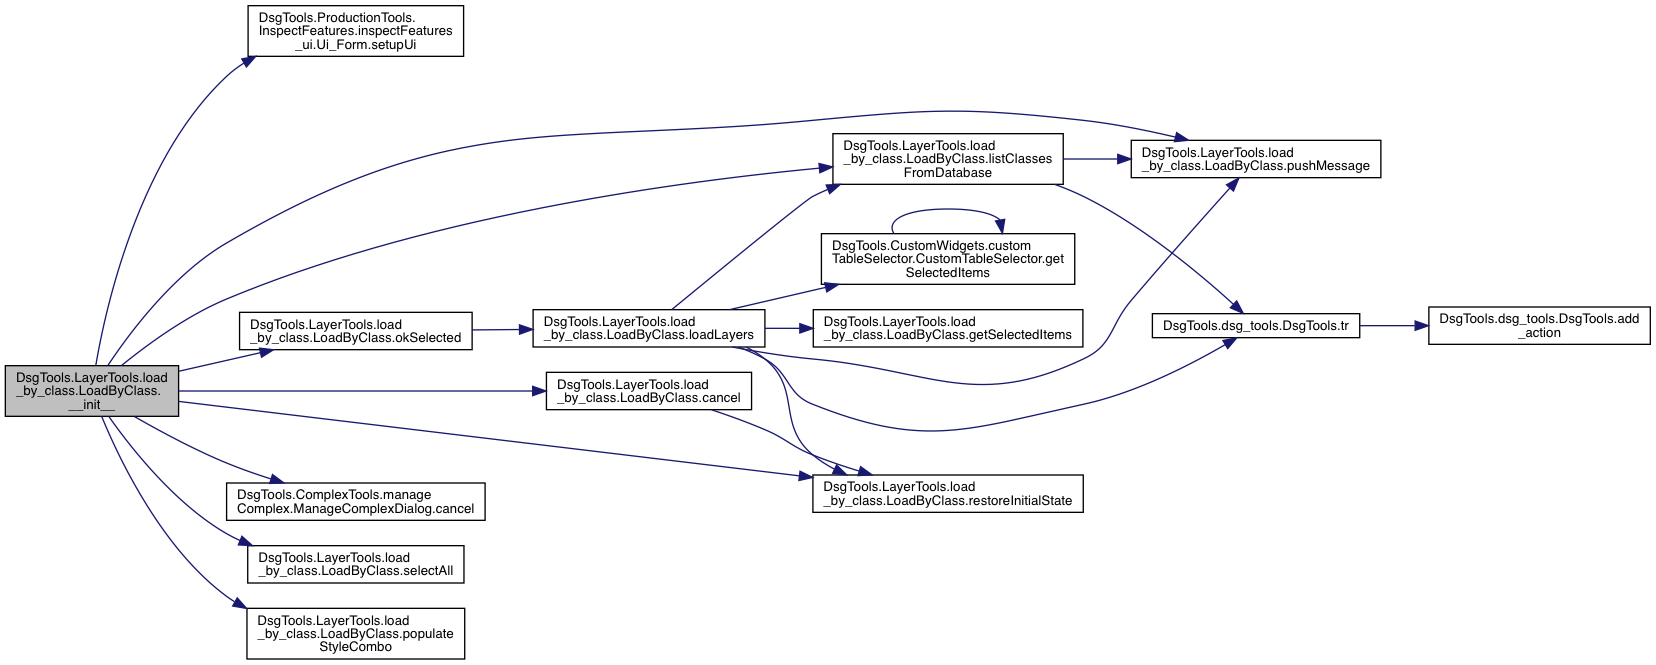 DsgTools.ProductionTools.
InspectFeatures.inspectFeatures
_ui.Ui_Form.setupUi
DsgTools.LayerTools.load
_by_class.LoadByClass.listClasses
FromDatabase
DsgTools.LayerTools.load
_by_class.LoadByClass.pushMessage
DsgTools.CustomWidgets.custom
TableSelector.CustomTableSelector.get
SelectedItems
DsgTools.LayerTools.load
_by_class.LoadByClass.okSelected
DsgTools.LayerTools.load
_by_class.LoadByClass.loadLayers
DsgTools.LayerTools.load
_by_class.LoadByClass.getSelectedItems
DsgTools.dsg_tools.DsgTools.tr
DsgTools.dsg_tools.DsgTools.add
_action
DsgTools.LayerTools.load
_by_class.LoadByClass.
__init__
DsgTools.LayerTools.load
_by_class.LoadByClass.cancel
DsgTools.ComplexTools.manage
Complex.ManageComplexDialog.cancel
DsgTools.LayerTools.load
_by_class.LoadByClass.restoreInitialState
DsgTools.LayerTools.load
_by_class.LoadByClass.selectAll
DsgTools.LayerTools.load
_by_class.LoadByClass.populate
StyleCombo